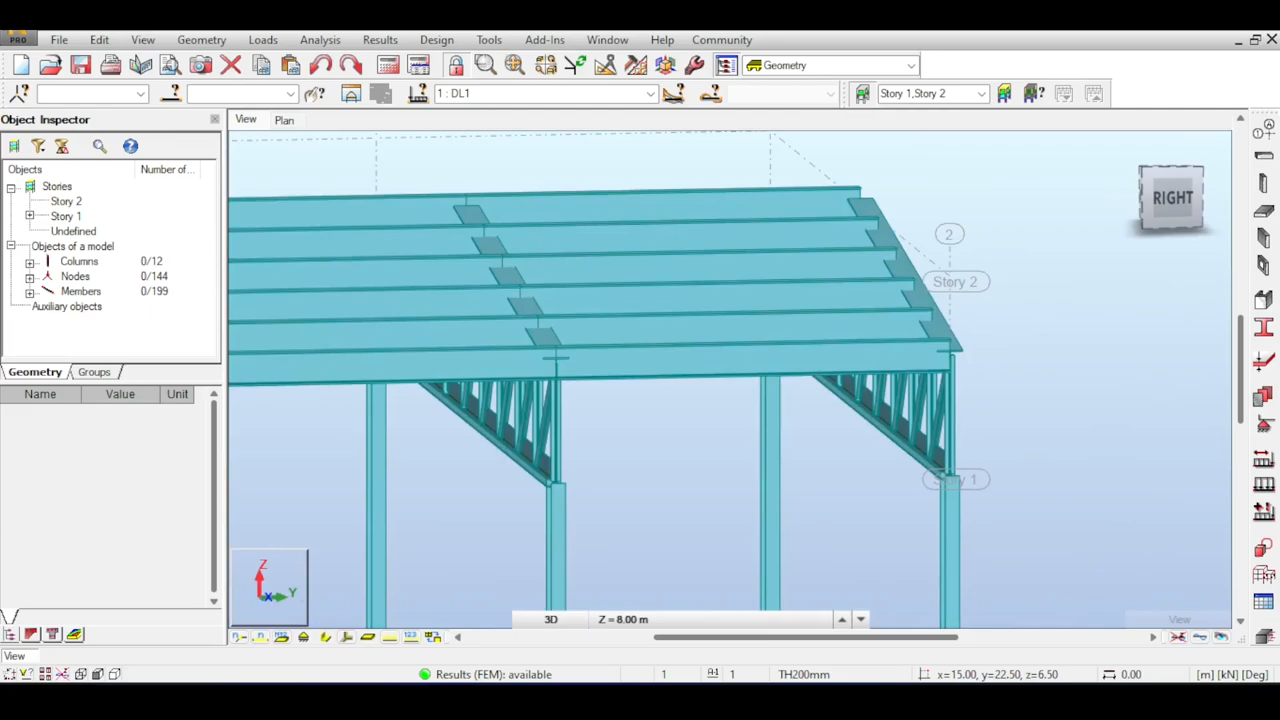 PRO File Edit View Geometry Loads Analysis Results Design Tools Add-Ins Window Help Community
Geometry
1 : DL1 Story 1,Story 2
Object Inspector
View Plan
Objects Number of...
Stories
Story 2
Story 1
Undefined
Objects of a model
Columns 0/12
Nodes 0/144
Members 0/199
Auxiliary objects
Geometry Groups
Name Value Unit
RIGHT
2
Story 2
Story 1
Z
X Y
3D Z = 8.00 m
View
View
Results (FEM): available 1 1 TH200mm x=15.00, y=22.50, z=6.50 0.00 [m] [kN] [Deg]